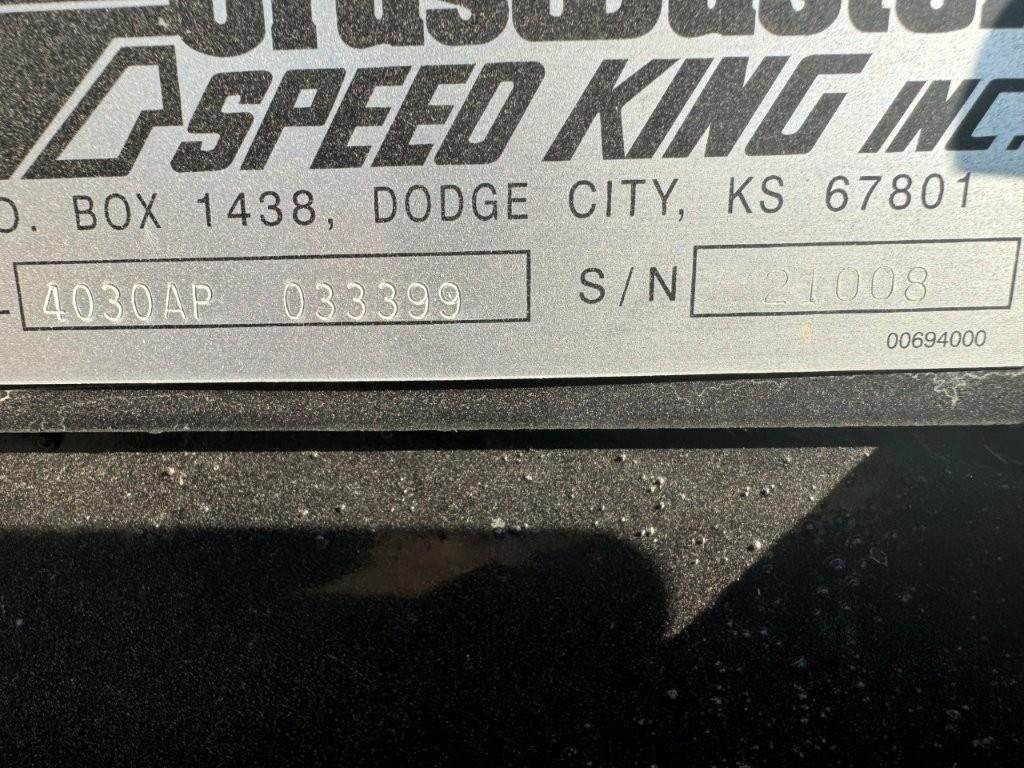 SPEED KING INC.
O. BOX 1438, DODGE CITY, KS 67801
4030AP 033399 S/N 21008
00694000